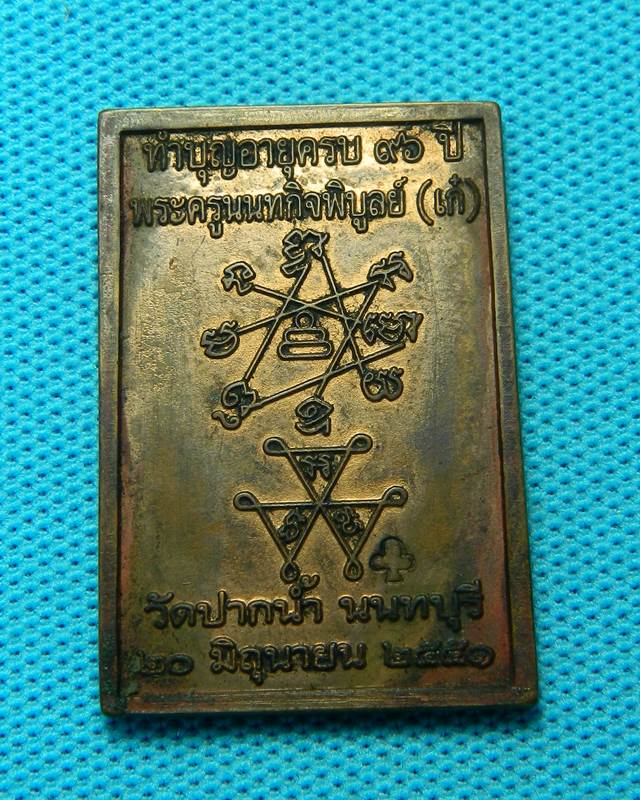 ทำบุญอายุครบ ๙๖ ปี
พระครูนนทกิจพิบูลย์ (เก๋)
วัดปากน้ำ นนทบุรี
๒๐ มิถุนายน ๒๕๕๑